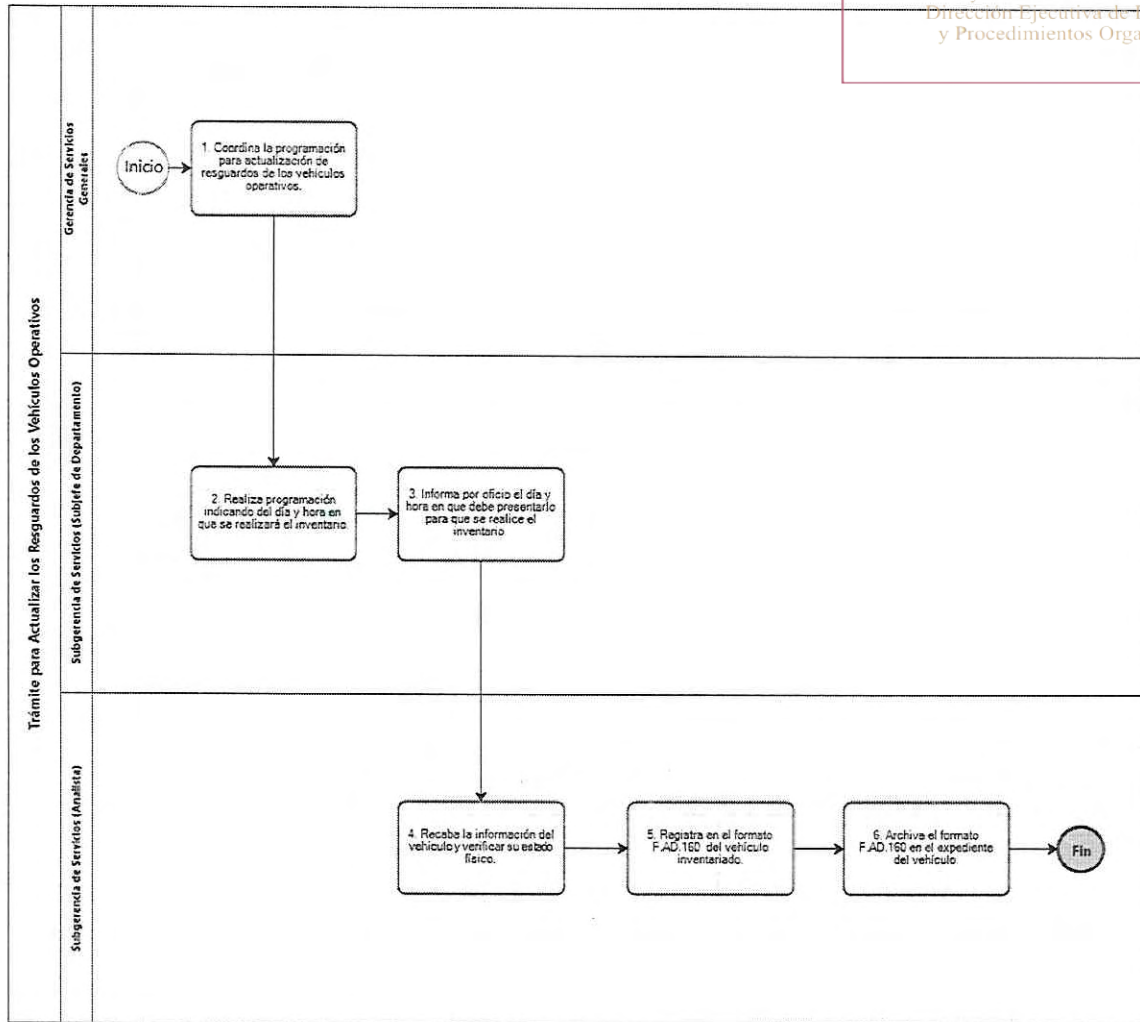 Dirección Ejecutiva de
y Procedimientos
Trámite para Actualizar los Resguardos de los Vehículos Operativos
Gerencia de Servicios
Generales
Inicio
1. Coordina la programación
para actualización de
resguardos de los vehículos
operativos.
Subgerencia de Servicios (Subjefe de Departamento)
2. Realiza programación
indicando del día y hora en
que se realizará el inventario.
3. Informa por oficio el día y
hora en que debe presentarlo
para que se realice el
inventario
Subgerencia de Servicios (Analista)
4. Recaba la información del
vehículo y verificar su estado
físico.
5. Registra en el formato
F.AD.160 del vehículo
inventariado.
6. Archiva el formato
F.AD.160 en el expediente
del vehículo.
Fin